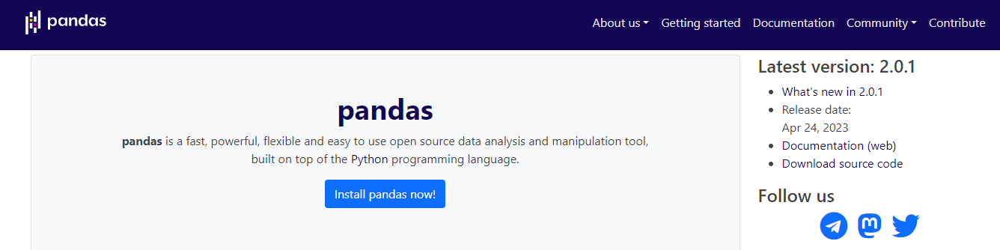 pandas
About us
Getting started
Documentation
Community
Contribute
pandas
pandas is a fast, powerful, flexible and easy to use open source data analysis and manipulation tool,
built on top of the Python programming language.
Install pandas now!
Latest version: 2.0.1
What's new in 2.0.1
Release date:
Apr 24, 2023
Documentation (web)
Download source code
Follow us